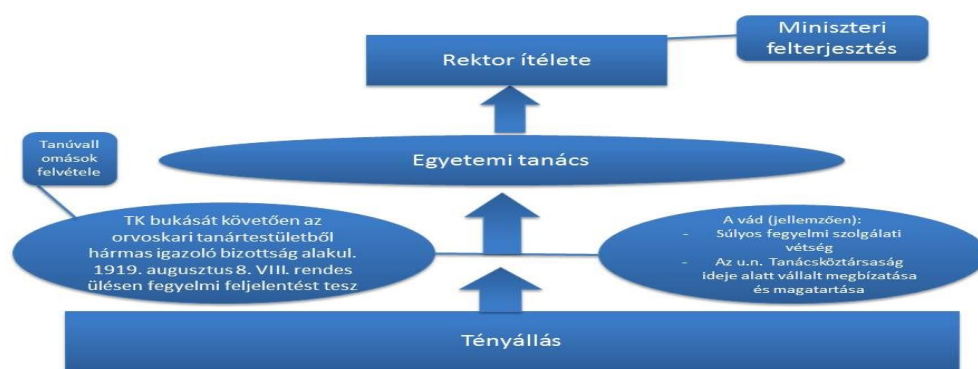 Miniszteri
felterjesztés
Rektor ítélete
Egyetemi tanács
Tanúvall
omások
felvétele
TK bukását követően az
orvoskari tanártestületből
hármas igazoló bizottság alakul.
1919. augusztus 8. VIII. rendes
ülésen fegyelmi feljelentést tesz
A vád (jellemzően):
- Súlyos fegyelmi szolgálati
vétség
- Az u.n. Tanácsköztársaság
ideje alatt vállalt megbízatása
és magatartása
Tényállás